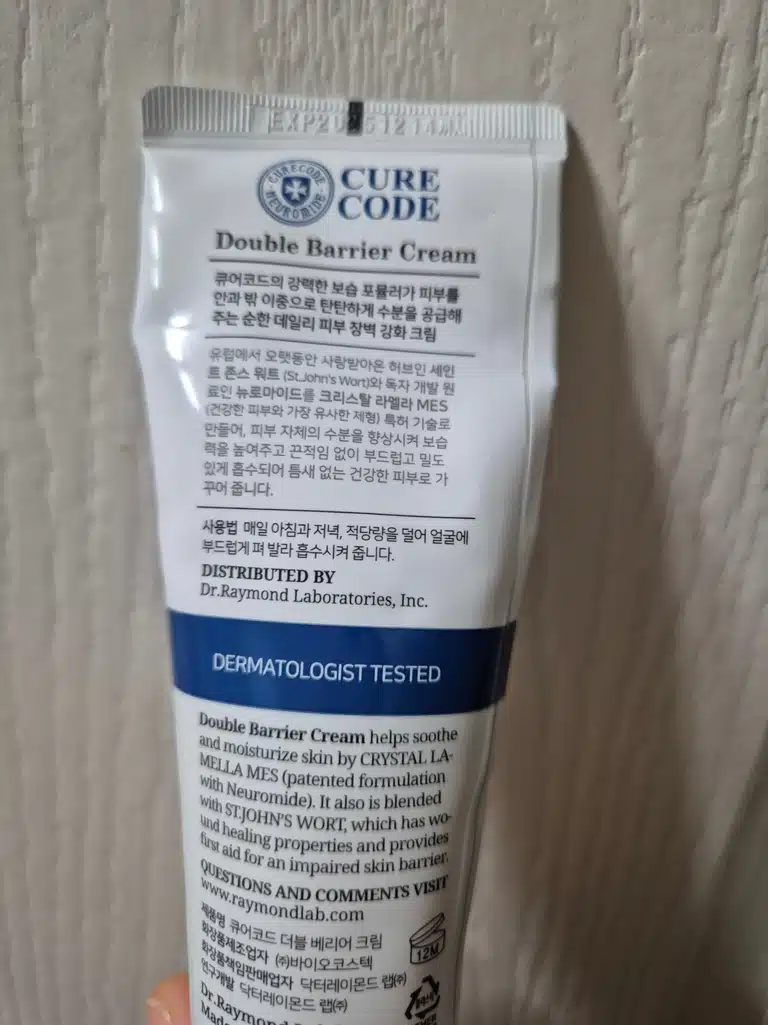 EXP20251214
CURECODE NEUROMIDE
CURE
CODE
Double Barrier Cream
큐어코드의 강력한 보습 포뮬러가 피부를
안과 밖 이중으로 탄탄하게 수분을 공급해
주는 순한 데일리 피부 장벽 강화 크림
유럽에서 오랫동안 사랑받아온 허브인 세인
트 존스 워트 (St.John's Wort)와 독자 개발 원
료인 뉴로마이드를 크리스탈 라멜라 MES
(건강한 피부와 가장 유사한 제형) 특허 기술로
만들어, 피부 자체의 수분을 향상시켜 보습
력을 높여주고 끈적임 없이 부드럽고 밀도
있게 흡수되어 틈새 없는 건강한 피부로 가
꾸어 줍니다.
사용법 매일 아침과 저녁, 적당량을 덜어 얼굴에
부드럽게 펴 발라 흡수시켜 줍니다.
DISTRIBUTED BY
Dr.Raymond Laboratories, Inc.
DERMATOLOGIST TESTED
Double Barrier Cream helps soothe
and moisturize skin by CRYSTAL LA-
MELLA MES (patented formulation
with Neuromide). It also is blended
with ST.JOHN'S WORT, which has wo-
und healing properties and provides
first aid for an impaired skin barrier.
QUESTIONS AND COMMENTS VISIT
www.raymondlab.com
제품명 큐어코드 더블 베리어 크림
화장품제조업자 ㈜바이오코스텍
화장품책임판매업자 닥터레이몬드 랩㈜
연구개발 닥터레이몬드 랩㈜
12M
Dr.Raymond
Made